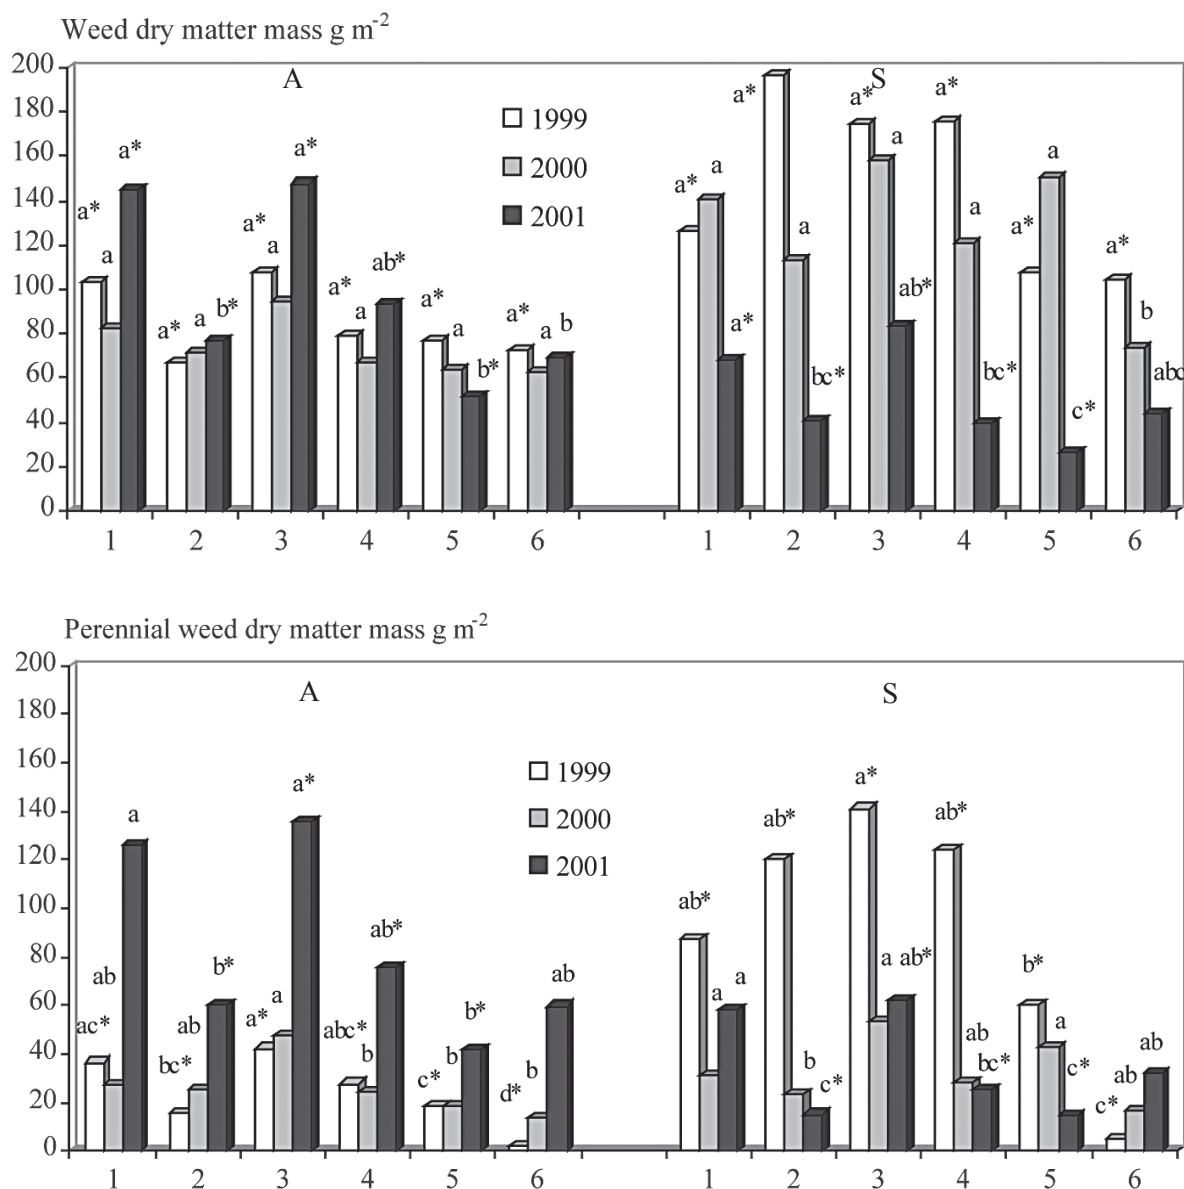 Weed dry matter mass g m-2
200
A
S
180
160
140
120
100
80
60
40
20
0
1999
2000
2001
a*
a
a*
a*
a
b*
a*
a
a*
a*
a
ab*
a*
a
b*
a*
a
b
a*
a
a*
a*
a
bc*
a*
a
ab*
a*
a
bc*
a*
a
c*
a*
b
abc
1 2 3 4 5 6 1 2 3 4 5 6
Perennial weed dry matter mass g m-2
200
A
S
180
160
140
120
100
80
60
40
20
0
1999
2000
2001
ac*
ab
a
bc*
ab
b*
a*
a
a*
abc*
b
ab*
c*
b
b*
d*
b
ab
ab*
a
a
ab*
b
c*
a*
a
ab*
ab*
ab
bc*
b*
a
c*
c*
ab
ab
1 2 3 4 5 6 1 2 3 4 5 6